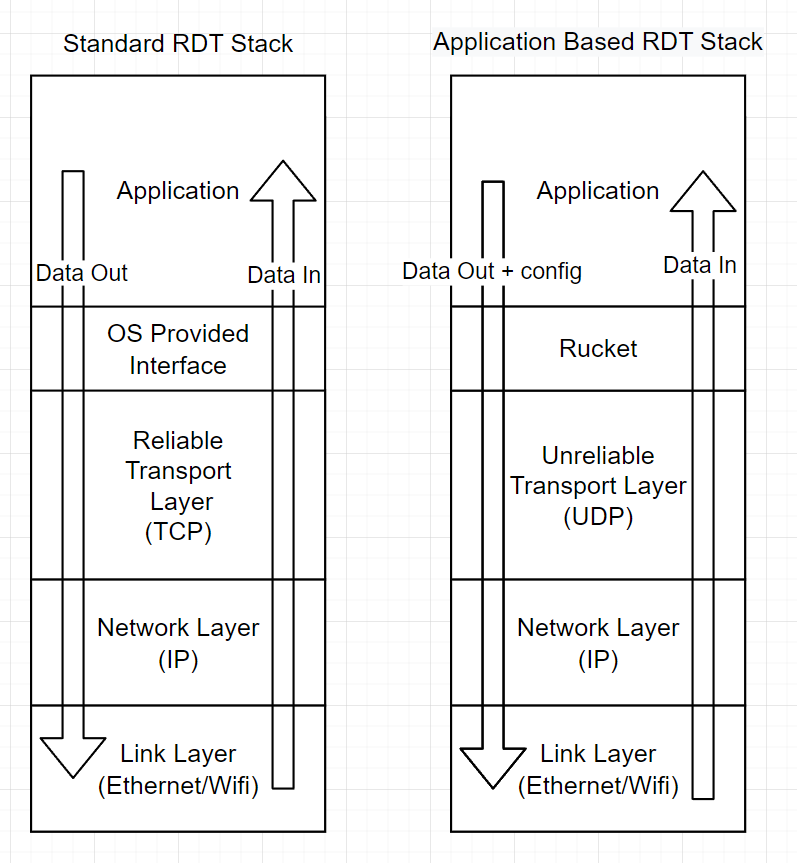 Standard RDT Stack
Application
Data Out
Data In
OS Provided
Interface
Reliable
Transport
Layer
(TCP)
Network Layer
(IP)
Link Layer
(Ethernet/Wifi)
Application Based RDT Stack
Application
Data Out + config
Data In
Rucket
Unreliable
Transport Layer
(UDP)
Network Layer
(IP)
Link Layer
(Ethernet/Wifi)